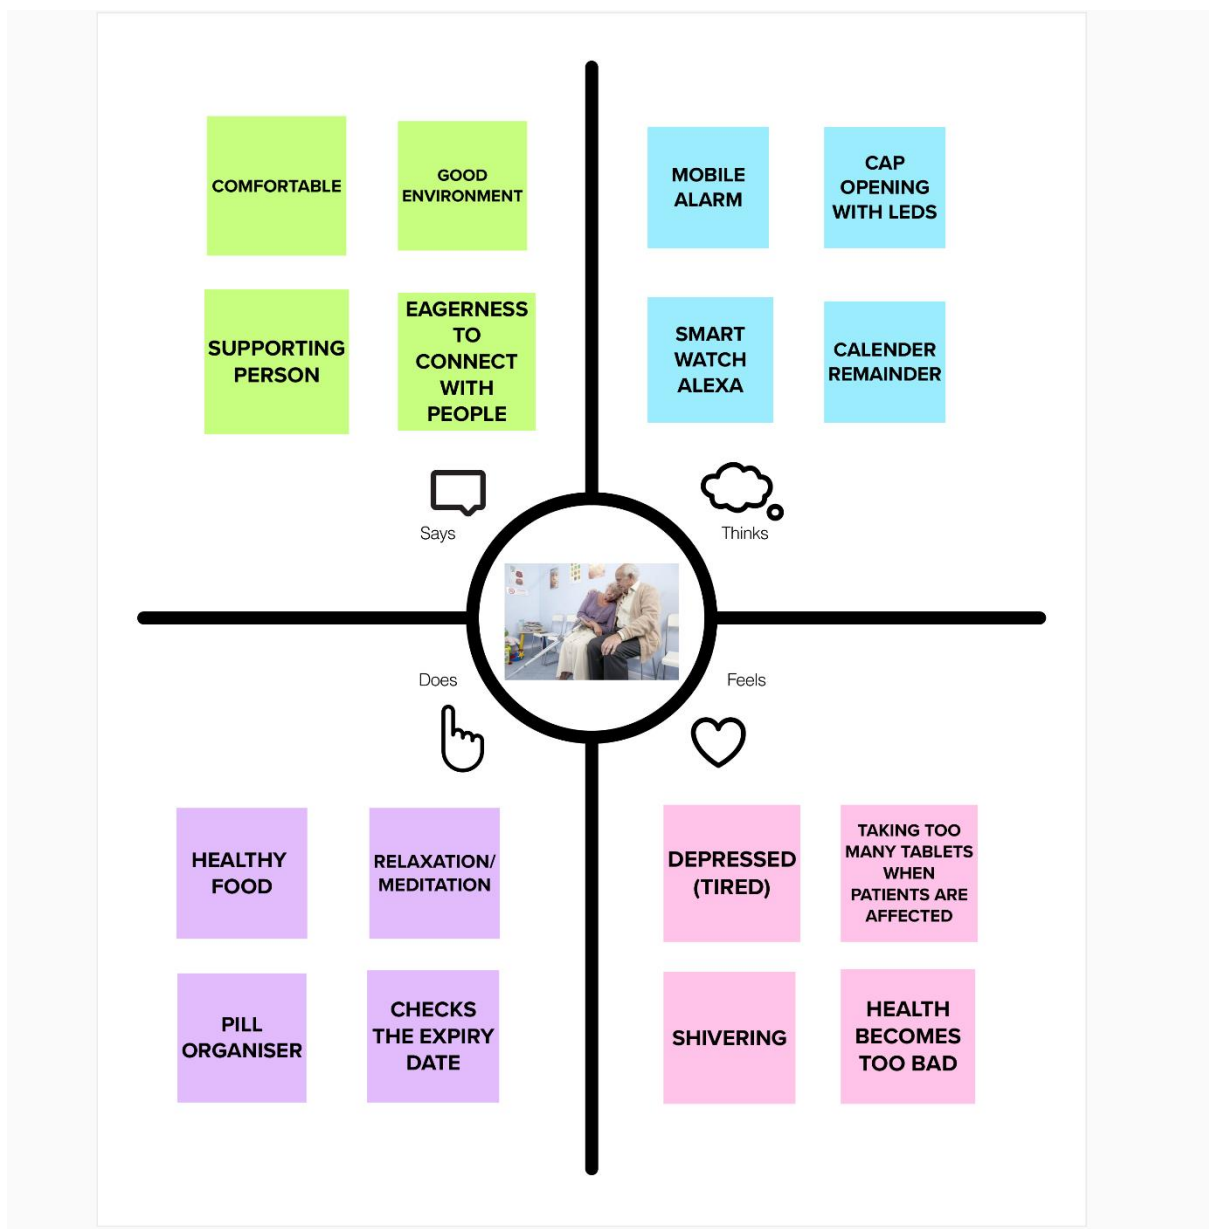 COMFORTABLE
GOOD
ENVIRONMENT
SUPPORTING
PERSON
EAGERNESS
TO
CONNECT
WITH
PEOPLE
Says
MOBILE
ALARM
CAP
OPENING
WITH LEDS
SMART
WATCH
ALEXA
CALENDER
REMAINDER
Thinks
Does
HEALTHY
FOOD
RELAXATION/
MEDITATION
PILL
ORGANISER
CHECKS
THE EXPIRY
DATE
Feels
DEPRESSED
(TIRED)
TAKING TOO
MANY TABLETS
WHEN
PATIENTS ARE
AFFECTED
SHIVERING
HEALTH
BECOMES
TOO BAD